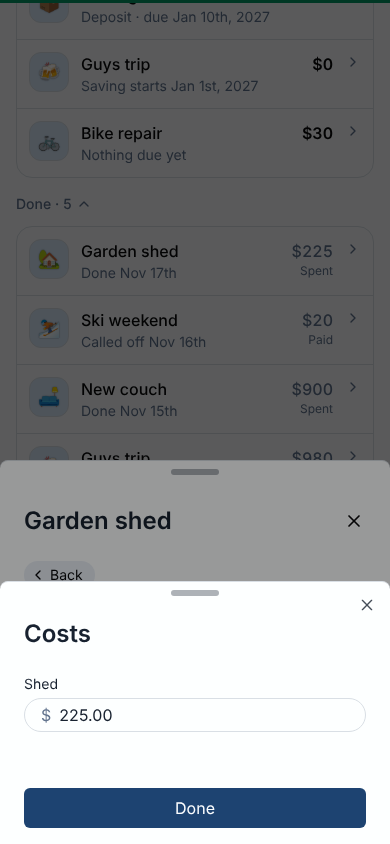 Deposit · due Jan 10th, 2027
Guys trip
$0
Saving starts Jan 1st, 2027
Bike repair
$30
Nothing due yet
Done · 5
Garden shed
$225
Done Nov 17th
Spent
Ski weekend
$20
Called off Nov 16th
Paid
New couch
$900
Done Nov 15th
Spent
Guys trip
$980
Garden shed
Back
Costs
Shed
$ 225.00
Done